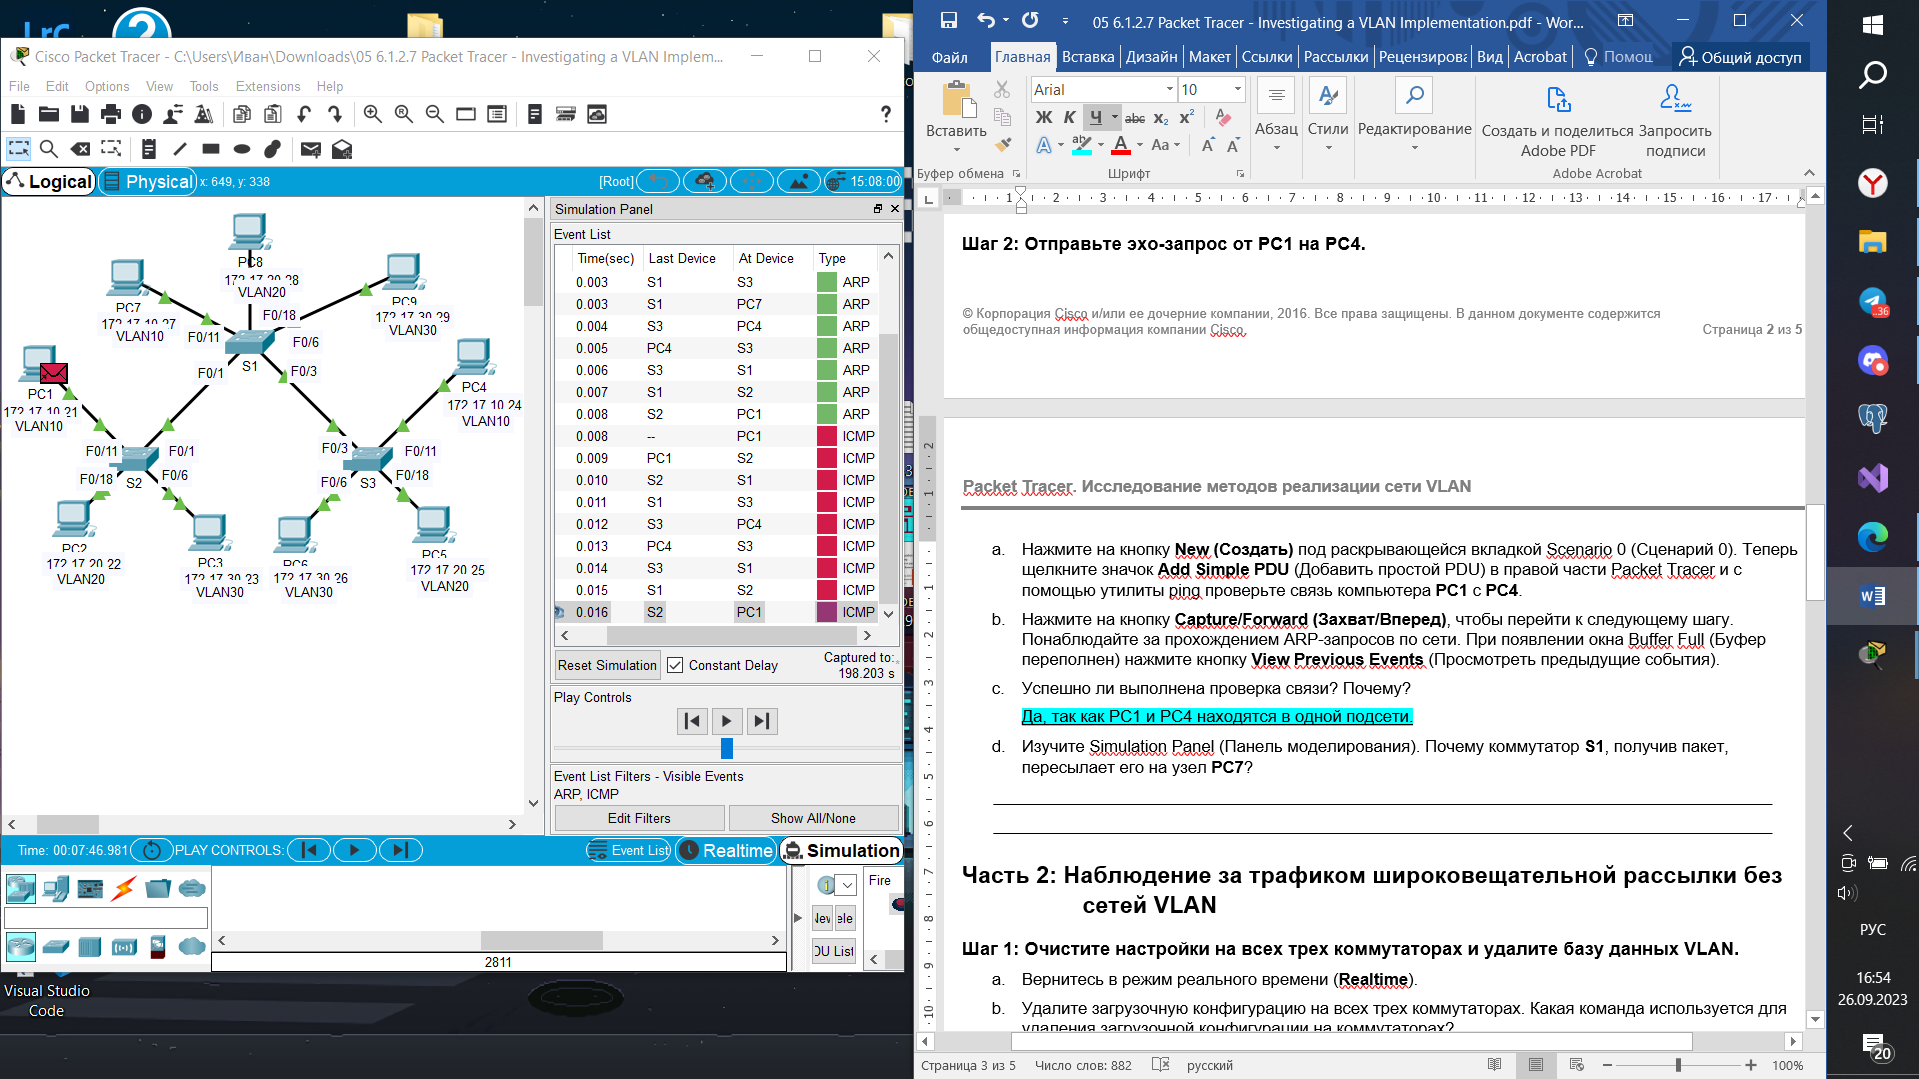 Cisco Packet Tracer - C:\Users\Иван\Downloads\05 6.1.2.7 Packet Tracer - Investigating a VLAN Implem...
File Edit Options View Tools Extensions Help
Logical Physical x: 649, y: 338 [Root] 15:08:00
PC8
172.17.20.28
VLAN20
PC7
172.17.10.27
VLAN10
PC9
172.17.30.29
VLAN30
F0/18
F0/11
F0/6
S1
F0/1
F0/3
PC1
172.17.10.21
VLAN10
PC4
172.17.10.24
VLAN10
F0/11
F0/1
F0/18
F0/6
S2
F0/3
F0/11
F0/6
F0/18
S3
PC2
172.17.20.22
VLAN20
PC3
172.17.30.23
VLAN30
PC6
172.17.30.26
VLAN30
PC5
172.17.20.25
VLAN20
Simulation Panel
Event List
Time(sec) Last Device At Device Type
0.003 S1 S3 ARP
0.003 S1 PC7 ARP
0.004 S3 PC4 ARP
0.005 PC4 S3 ARP
0.006 S3 S1 ARP
0.007 S1 S2 ARP
0.008 S2 PC1 ARP
0.008 -- PC1 ICMP
0.009 PC1 S2 ICMP
0.010 S2 S1 ICMP
0.011 S1 S3 ICMP
0.012 S3 PC4 ICMP
0.013 PC4 S3 ICMP
0.014 S3 S1 ICMP
0.015 S1 S2 ICMP
0.016 S2 PC1 ICMP
Reset Simulation Constant Delay Captured to:
198.203 s
Play Controls
Event List Filters - Visible Events
ARP, ICMP
Edit Filters Show All/None
Time: 00:07:46.981 PLAY CONTROLS: Event List Realtime Simulation
Fire
DU List
2811
Visual Studio
Code
05 6.1.2.7 Packet Tracer - Investigating a VLAN Implementation.pdf - Wor...
Файл Главная Вставка Дизайн Макет Ссылки Рассылки Рецензирова Вид Acrobat Помощ Общий доступ
Arial 10
Вставить
Ж К Ч abc x₂ x²
Абзац Стили Редактирование
Создать и поделиться
Adobe PDF
Запросить
подписи
Буфер обмена Шрифт Adobe Acrobat
1 1 2 3 4 5 6 7 8 9 10 11 12 13 14 15 16 17
Шаг 2: Отправьте эхо-запрос от PC1 на PC4.
© Корпорация Cisco и/или ее дочерние компании, 2016. Все права защищены. В данном документе содержится
общедоступная информация компании Cisco. Страница 2 из 5
Packet Tracer. Исследование методов реализации сети VLAN
a. Нажмите на кнопку New (Создать) под раскрывающейся вкладкой Scenario 0 (Сценарий 0). Теперь
щелкните значок Add Simple PDU (Добавить простой PDU) в правой части Packet Tracer и с
помощью утилиты ping проверьте связь компьютера PC1 с PC4.
b. Нажмите на кнопку Capture/Forward (Захват/Вперед), чтобы перейти к следующему шагу.
Понаблюдайте за прохождением ARP-запросов по сети. При появлении окна Buffer Full (Буфер
переполнен) нажмите кнопку View Previous Events (Просмотреть предыдущие события).
c. Успешно ли выполнена проверка связи? Почему?
Да, так как PC1 и PC4 находятся в одной подсети.
d. Изучите Simulation Panel (Панель моделирования). Почему коммутатор S1, получив пакет,
пересылает его на узел PC7?
Часть 2: Наблюдение за трафиком широковещательной рассылки без
сетей VLAN
Шаг 1: Очистите настройки на всех трех коммутаторах и удалите базу данных VLAN.
a. Вернитесь в режим реального времени (Realtime).
b. Удалите загрузочную конфигурацию на всех трех коммутаторах. Какая команда используется для
удаления загрузочной конфигурации на коммутаторах?
Страница 3 из 5 Число слов: 882 русский 100%
РУС
16:54
26.09.2023
20